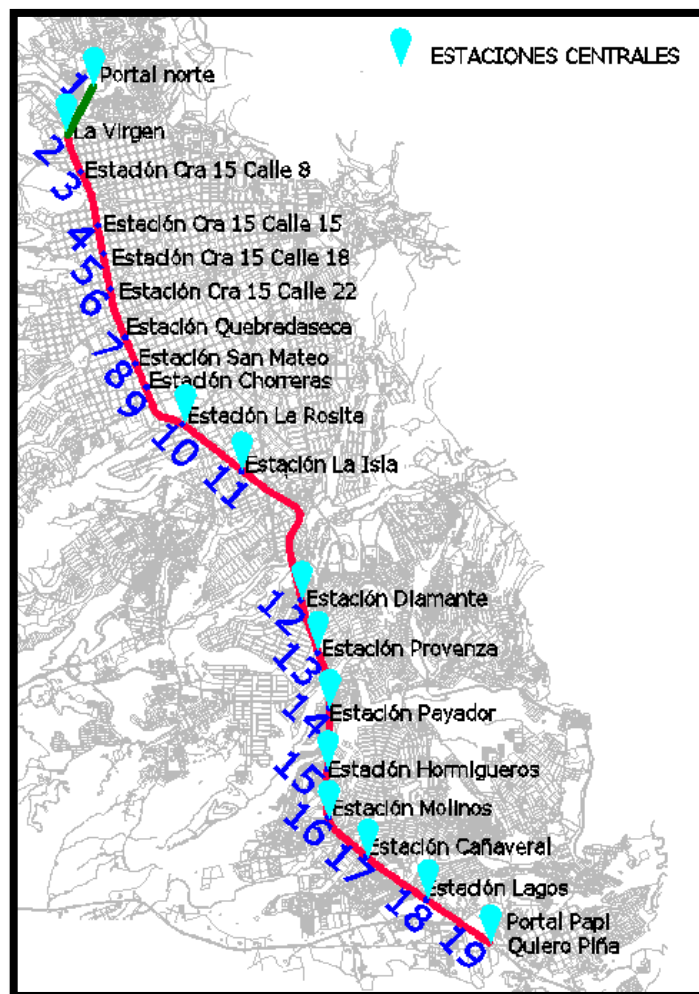 ESTACIONES CENTRALES
1
Portal norte
La Virgen
2
Estación Cra 15 Calle 8
3
Estación Cra 15 Calle 15
4
Estación Cra 15 Calle 18
5
Estación Cra 15 Calle 22
6
Estación Quebradaseca
7
Estación San Mateo
8
Estación Chorreras
9
Estación La Rosita
10
Estación La Isla
11
Estación Diamante
12
Estación Provenza
13
Estación Payador
14
Estación Hormigueros
15
Estación Molinos
16
Estación Cañaveral
17
Estación Lagos
18
Portal Papi
Quiero Piña
19